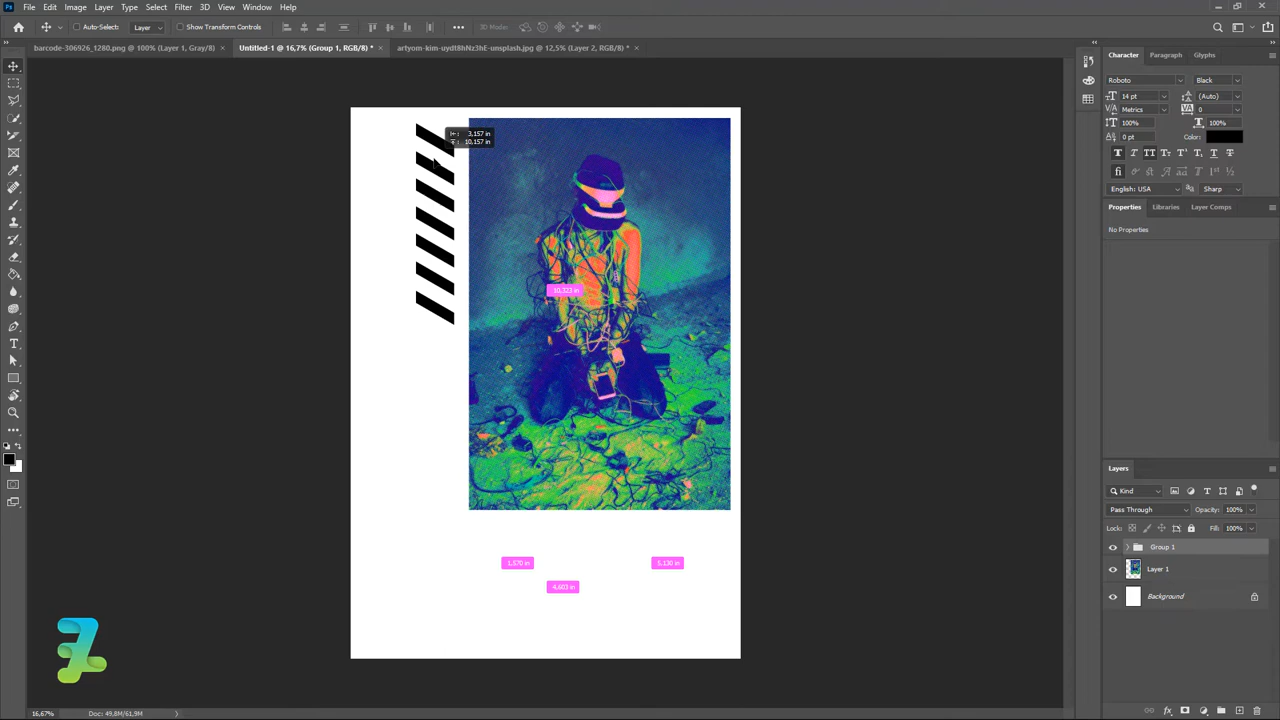 File Edit Image Layer Type Select Filter 3D View Window Help
Auto-Select: Layer Show Transform Controls 3D Mode:
barcode-306926_1280.png @ 100% (Layer 1, Gray/8) Untitled-1 @ 16,7% (Group 1, RGB/8) * artyom-kim-uydt8hNz3hE-unsplash.jpg @ 12,5% (Layer 2, RGB/8) *
Character Paragraph Glyphs
Roboto Black
14 pt (Auto)
Metrics 0
100% 100%
0 pt Color:
English: USA Sharp
Properties Libraries Layer Comps
No Properties
3,157 in
10,157 in
10,323 in
1,570 in 5,130 in
4,603 in
Layers
Kind
Pass Through Opacity: 100%
Lock: Fill: 100%
Group 1
Layer 1
Background
16,67% Doc: 49,8M/61,9M